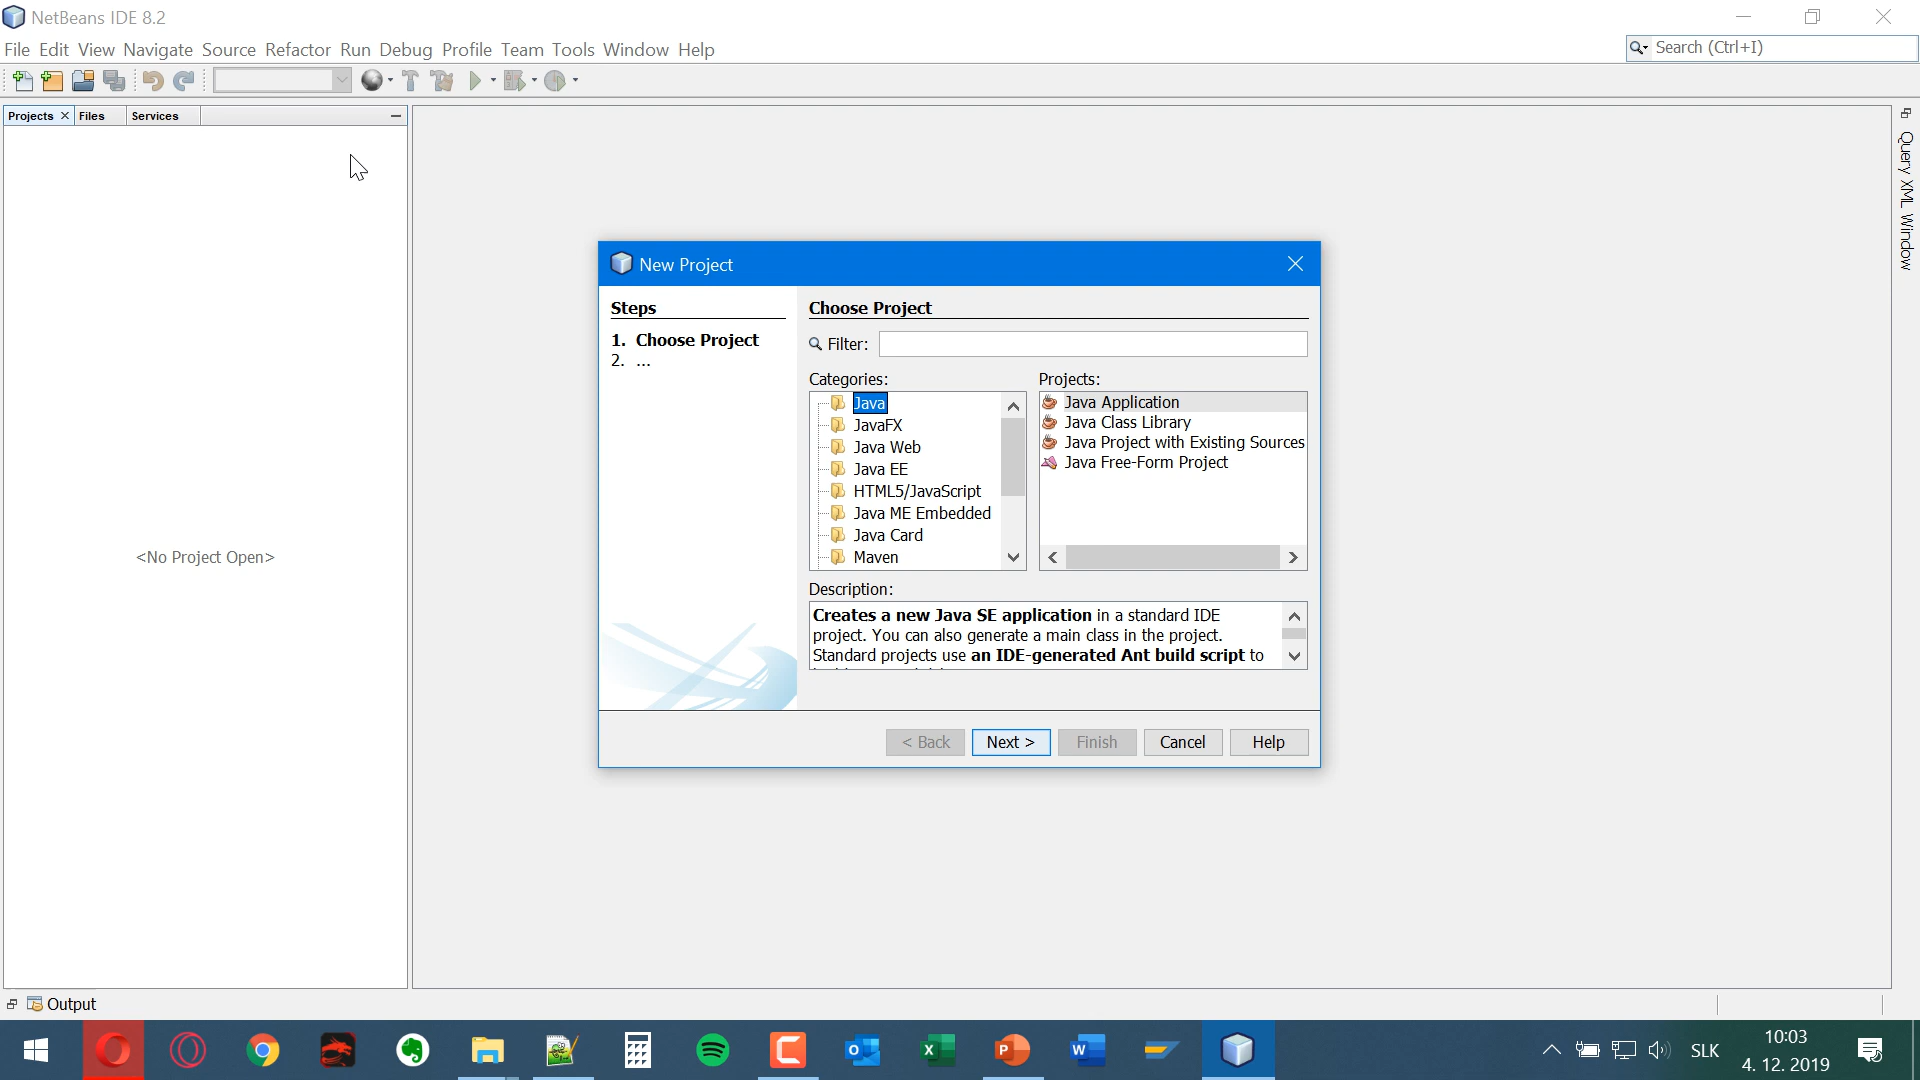 NetBeans IDE 8.2
File Edit View Navigate Source Refactor Run Debug Profile Team Tools Window Help
Search (Ctrl+I)
Projects Files Services
Query XML Window
<No Project Open>
New Project
Steps
1. Choose Project
2. ...
Choose Project
Filter:
Categories:
Java
JavaFX
Java Web
Java EE
HTML5/JavaScript
Java ME Embedded
Java Card
Maven
Projects:
Java Application
Java Class Library
Java Project with Existing Sources
Java Free-Form Project
Description:
Creates a new Java SE application in a standard IDE
project. You can also generate a main class in the project.
Standard projects use an IDE-generated Ant build script to
< Back Next > Finish Cancel Help
Output
SLK
10:03
4. 12. 2019